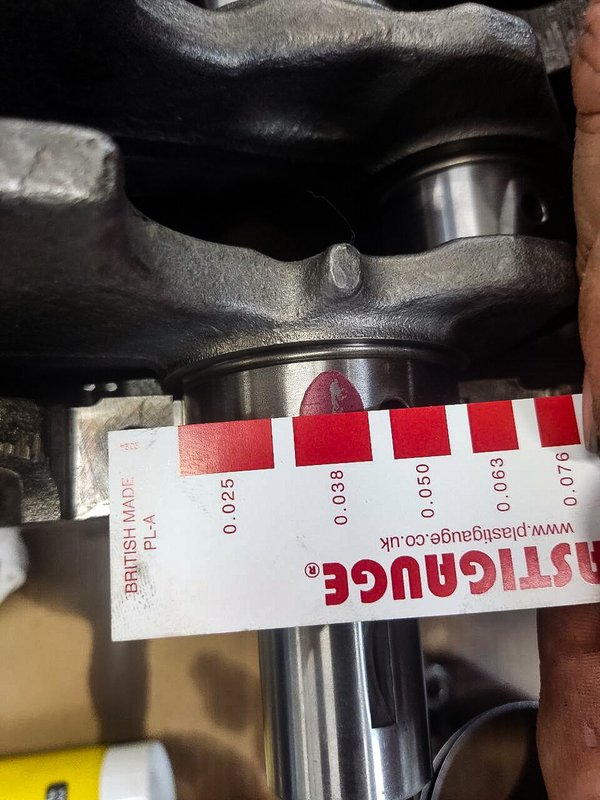 BRITISH MADE
PL-A
0.025
0.038
0.050
0.063
0.076
www.plastigauge.co.uk
ASTIGAUGE®